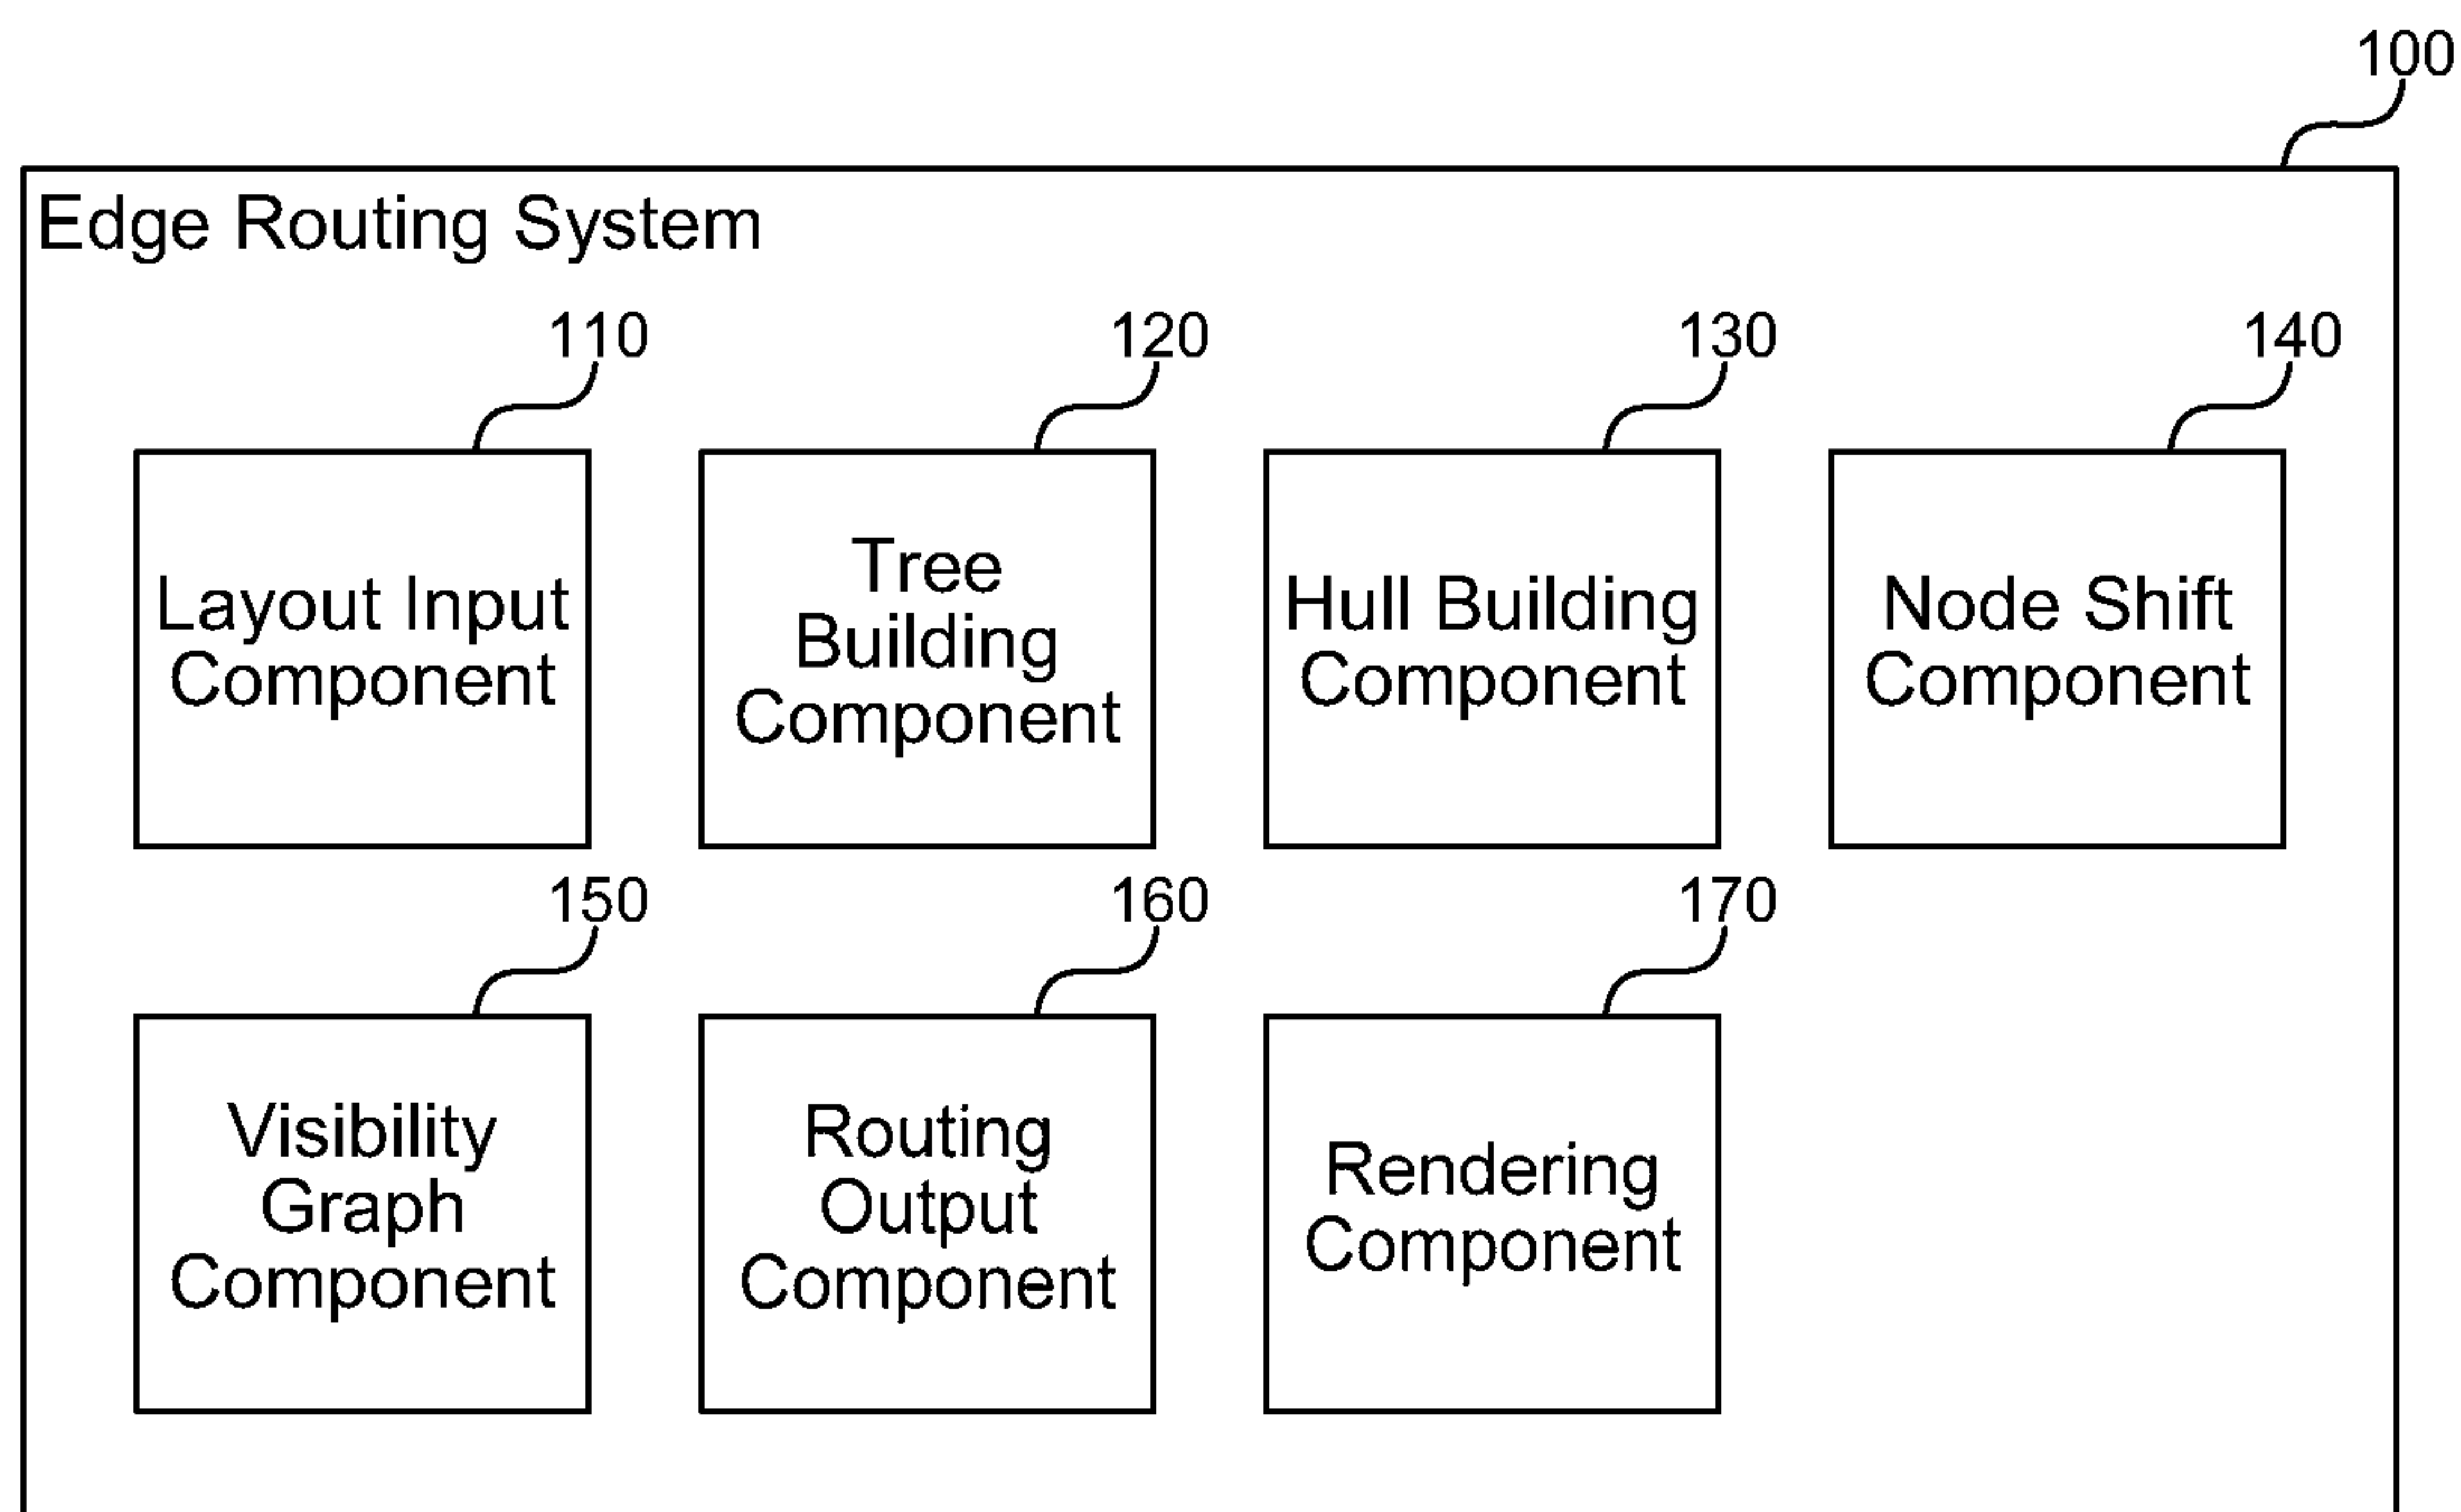 100
Edge Routing System
110
120
130
140
Layout Input
Component
Tree
Building
Component
Hull Building
Component
Node Shift
Component
150
160
170
Visibility
Graph
Component
Routing
Output
Component
Rendering
Component